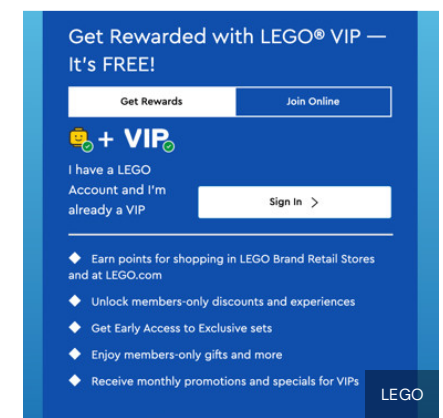 Get Rewarded with LEGO® VIP —
It's FREE!
Get Rewards
Join Online
+ VIP
I have a LEGO
Account and I'm
already a VIP
Sign In >
Earn points for shopping in LEGO Brand Retail Stores
and at LEGO.com
Unlock members-only discounts and experiences
Get Early Access to Exclusive sets
Enjoy members-only gifts and more
Receive monthly promotions and specials for VIPs
LEGO